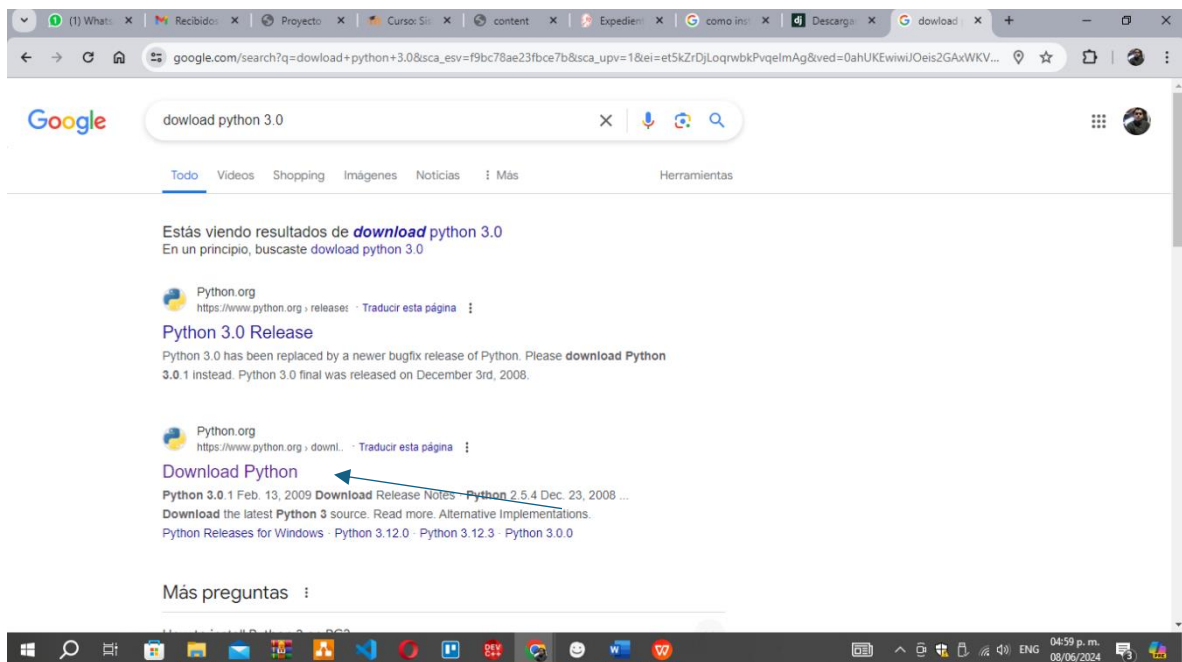 (1) Whats
Recibidos
Proyecto
Curso: Sis
content
Expedien
como ins
Descargar
dowload
google.com/search?q=dowload+python+3.0&sca_esv=f9bc78ae23fbce7b&sca_upv=1&ei=et5kZrDjLoqrwbkPvqelmAg&ved=0ahUKEwiwiJOeis2GAxWKV...
Google
dowload python 3.0
Todo Videos Shopping Imágenes Noticias Más Herramientas
Estás viendo resultados de download python 3.0
En un principio, buscaste dowload python 3.0
Python.org
https://www.python.org › releases · Traducir esta página
Python 3.0 Release
Python 3.0 has been replaced by a newer bugfix release of Python. Please download Python
3.0.1 instead. Python 3.0 final was released on December 3rd, 2008.
Python.org
https://www.python.org › downl... · Traducir esta página
Download Python
Python 3.0.1 Feb. 13, 2009 Download Release Notes · Python 2.5.4 Dec. 23, 2008 ...
Download the latest Python 3 source. Read more. Alternative Implementations.
Python Releases for Windows · Python 3.12.0 · Python 3.12.3 · Python 3.0.0
Más preguntas
DEV
C++
ENG
04:59 p. m.
08/06/2024
3
PRE